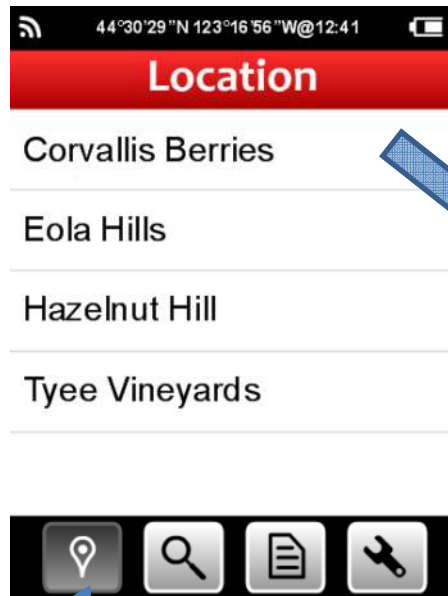 44°30'29"N 123°16'56"W@12:41
Location
Corvallis Berries
Eola Hills
Hazelnut Hill
Tyee Vineyards